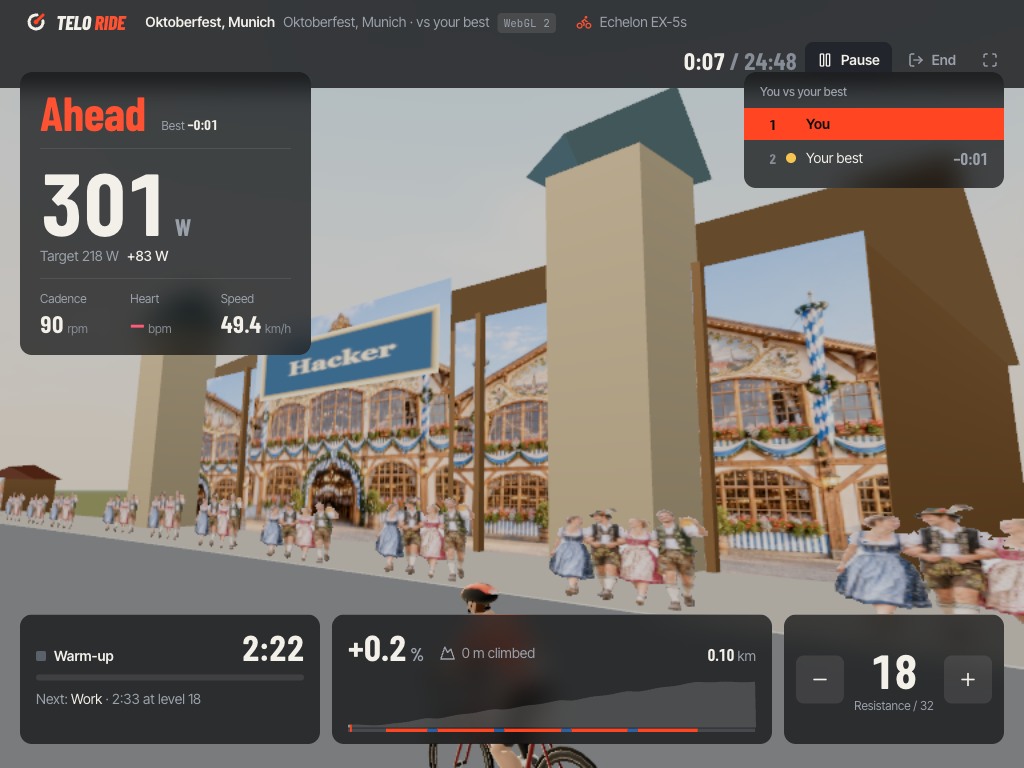 TELO RIDE Oktoberfest, Munich Oktoberfest, Munich · vs your best WebGL 2 Echelon EX-5s
0:07 / 24:48 Pause End
Ahead Best −0:01
301 W
Target 218 W +83 W
Cadence Heart Speed
90 rpm — bpm 49.4 km/h
You vs your best
1 You
2 Your best −0:01
Hacker
Warm-up 2:22
Next: Work · 2:33 at level 18
+0.2 % 0 m climbed 0.10 km
− 18 +
Resistance / 32